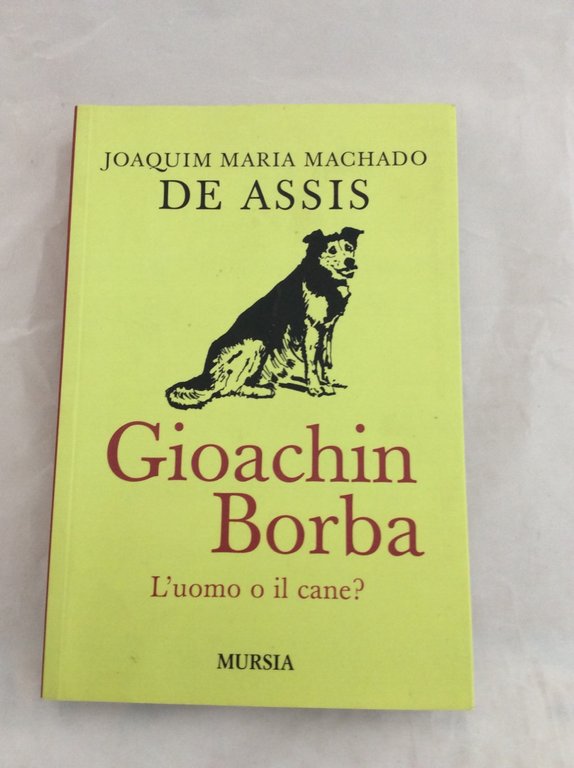 JOAQUIM MARIA MACHADO
DE ASSIS
Gioachin
Borba
L'uomo o il cane?
MURSIA